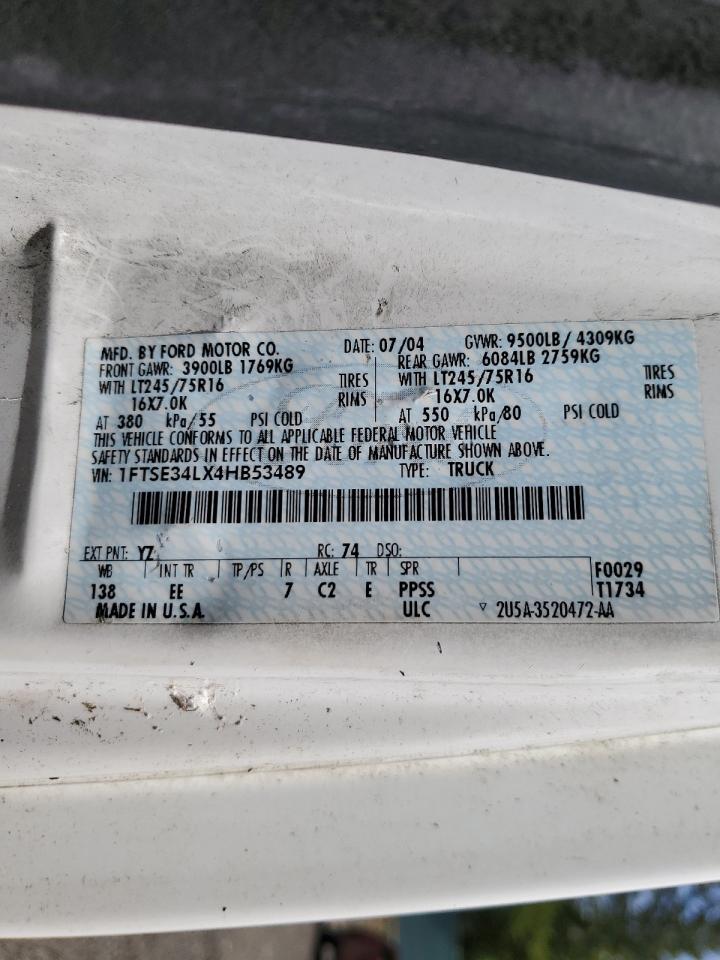 MFD. BY FORD MOTOR CO. DATE: 07/04 GVWR: 9500LB/ 4309KG
FRONT GAWR: 3900LB 1769KG REAR GAWR: 6084LB 2759KG
WITH LT245/75R16 TIRES WITH LT245/75R16 TIRES
16X7.0K RIMS 16X7.0K RIMS
AT 380 kPa/55 PSI COLD AT 550 kPa/80 PSI COLD
THIS VEHICLE CONFORMS TO ALL APPLICABLE FEDERAL MOTOR VEHICLE
SAFETY STANDARDS IN EFFECT ON THE DATE OF MANUFACTURE SHOWN ABOVE.
VIN: 1FTSE34LX4HB53489 TYPE: TRUCK
EXT PNT: YZ RC: 74 DSO:
WB INT TR TP/PS R AXLE TR SPR F0029
138 EE 7 C2 E PPSS T1734
MADE IN U.S.A. ULC 2U5A-3520472-AA